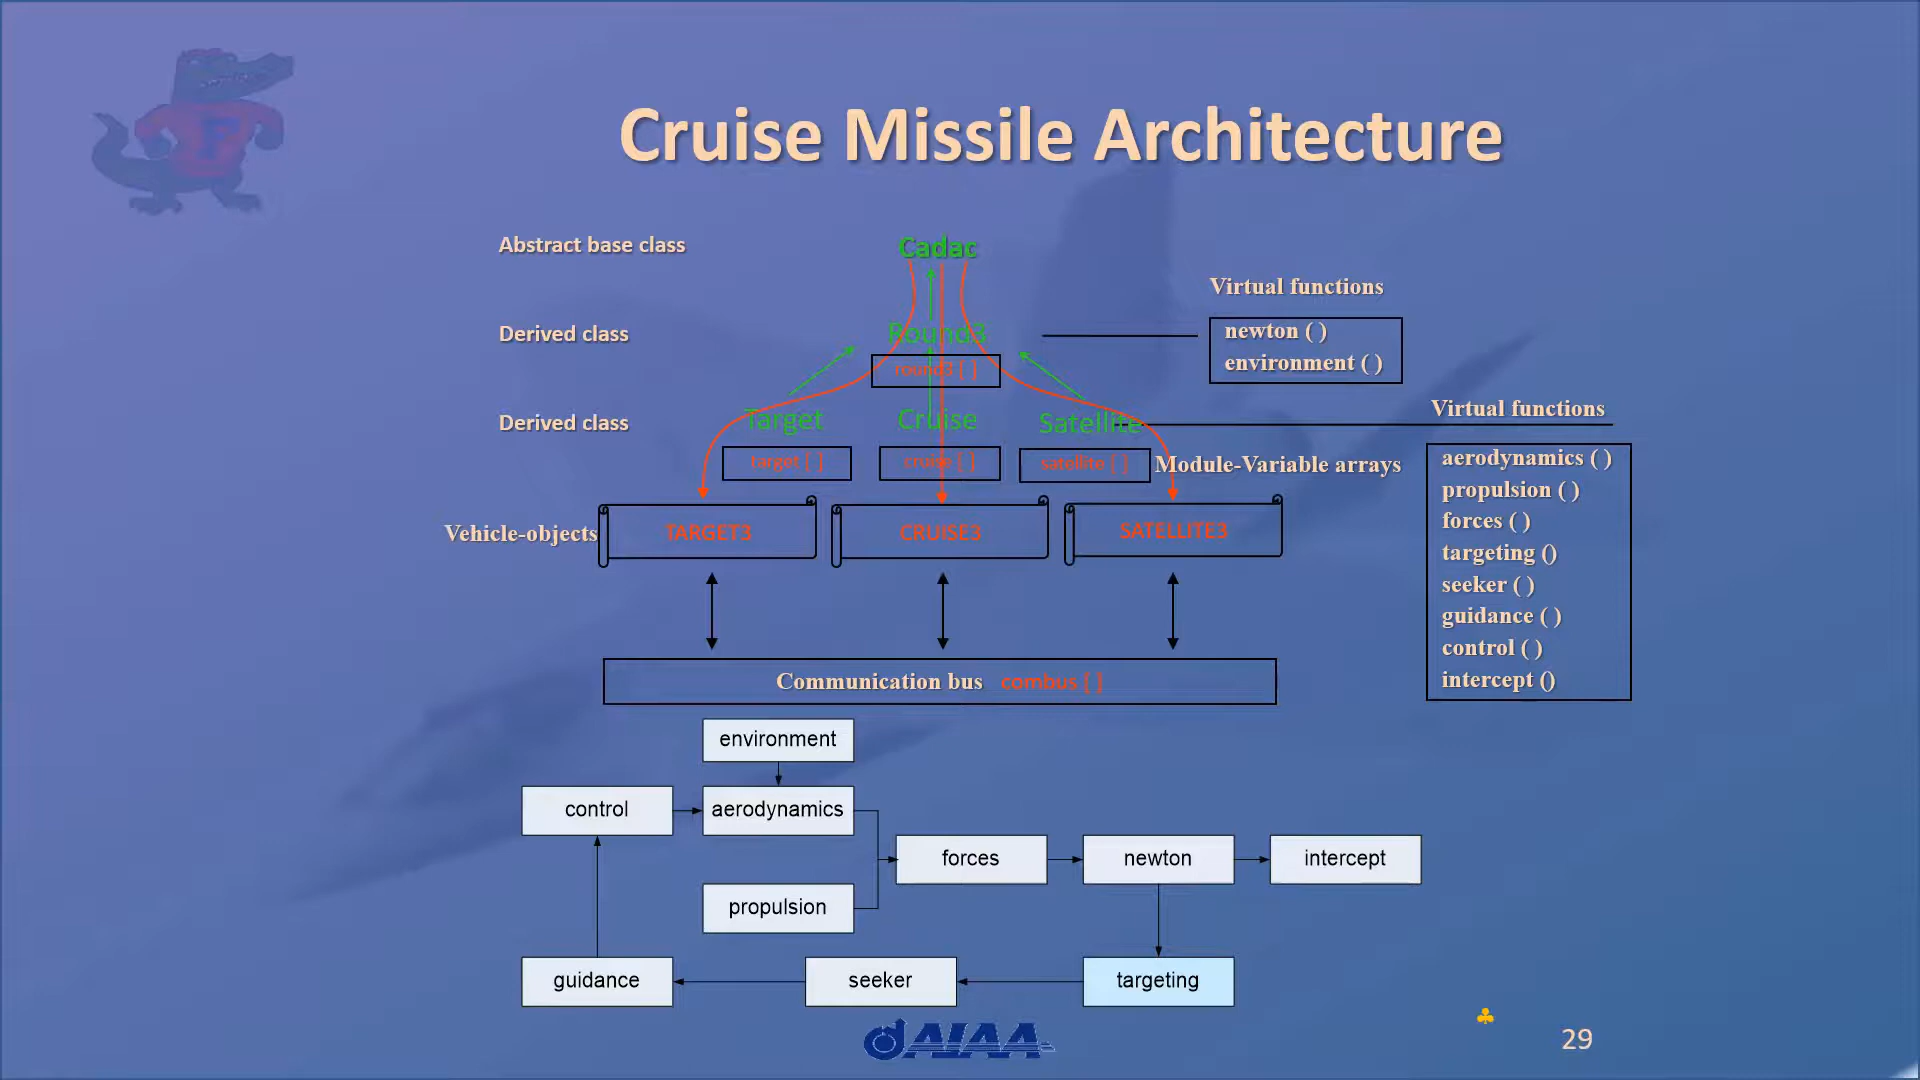 Cruise Missile Architecture
Abstract base class
Cadac
Virtual functions
Derived class
Round3
newton ( )
environment ( )
round3 [ ]
Virtual functions
Derived class
Target
Cruise
Satellite
target [ ]
cruise [ ]
satellite [ ]
Module-Variable arrays
aerodynamics ( )
propulsion ( )
forces ( )
targeting ()
seeker ( )
guidance ( )
control ( )
intercept ()
Vehicle-objects
TARGET3
CRUISE3
SATELLITE3
Communication bus combus [ ]
environment
control
aerodynamics
forces
newton
intercept
propulsion
guidance
seeker
targeting
AIAA
29
F